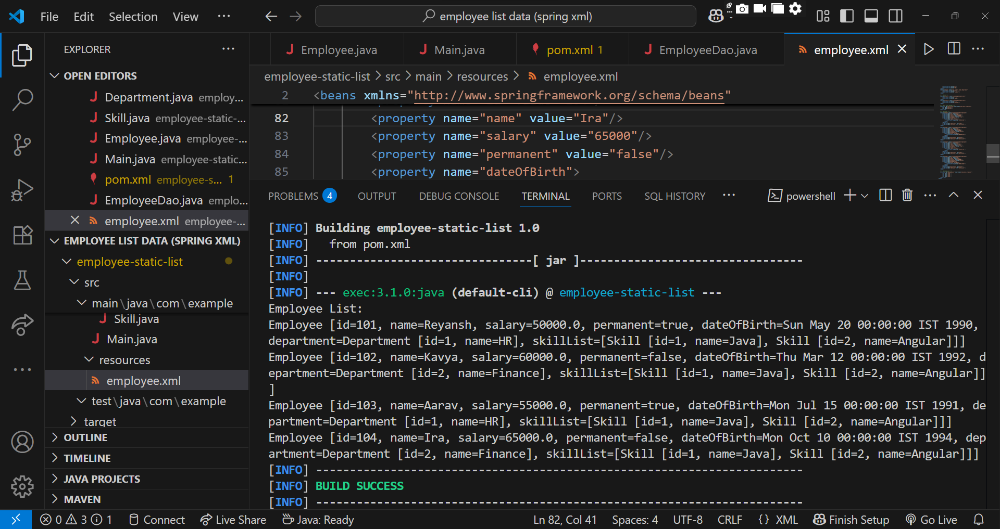 File Edit Selection View ··· employee list data (spring xml)
EXPLORER ···
OPEN EDITORS
Department.java employ...
Skill.java employee-static-...
Employee.java employee-...
Main.java employee-static...
pom.xml employee-s... 1
EmployeeDao.java emplo...
employee.xml employee-...
EMPLOYEE LIST DATA (SPRING XML)
employee-static-list
src
main\java\com\example
Skill.java
Main.java
resources
employee.xml
test\java\com\example
target
OUTLINE
TIMELINE
JAVA PROJECTS
MAVEN
Employee.java Main.java pom.xml 1 EmployeeDao.java employee.xml
employee-static-list > src > main > resources > employee.xml
2 <beans xmlns="http://www.springframework.org/schema/beans"
82 <property name="name" value="Ira"/>
83 <property name="salary" value="65000"/>
84 <property name="permanent" value="false"/>
85 <property name="dateOfBirth">
PROBLEMS 4 OUTPUT DEBUG CONSOLE TERMINAL PORTS SQL HISTORY ··· powershell
[INFO] Building employee-static-list 1.0
[INFO]   from pom.xml
[INFO] --------------------------------[ jar ]---------------------------------
[INFO]
[INFO] --- exec:3.1.0:java (default-cli) @ employee-static-list ---
Employee List:
Employee [id=101, name=Reyansh, salary=50000.0, permanent=true, dateOfBirth=Sun May 20 00:00:00 IST 1990,
department=Department [id=1, name=HR], skillList=[Skill [id=1, name=Java], Skill [id=2, name=Angular]]]
Employee [id=102, name=Kavya, salary=60000.0, permanent=false, dateOfBirth=Thu Mar 12 00:00:00 IST 1992, d
epartment=Department [id=2, name=Finance], skillList=[Skill [id=1, name=Java], Skill [id=2, name=Angular]]
]
Employee [id=103, name=Aarav, salary=55000.0, permanent=true, dateOfBirth=Mon Jul 15 00:00:00 IST 1991, de
partment=Department [id=1, name=HR], skillList=[Skill [id=1, name=Java], Skill [id=2, name=Angular]]]
Employee [id=104, name=Ira, salary=65000.0, permanent=false, dateOfBirth=Mon Oct 10 00:00:00 IST 1994, dep
artment=Department [id=2, name=Finance], skillList=[Skill [id=1, name=Java], Skill [id=2, name=Angular]]]
[INFO] ------------------------------------------------------------------------
[INFO] BUILD SUCCESS
[INFO] ------------------------------------------------------------------------
0 3 1 Connect Live Share Java: Ready Ln 82, Col 41 Spaces: 4 UTF-8 CRLF {} XML Finish Setup Go Live